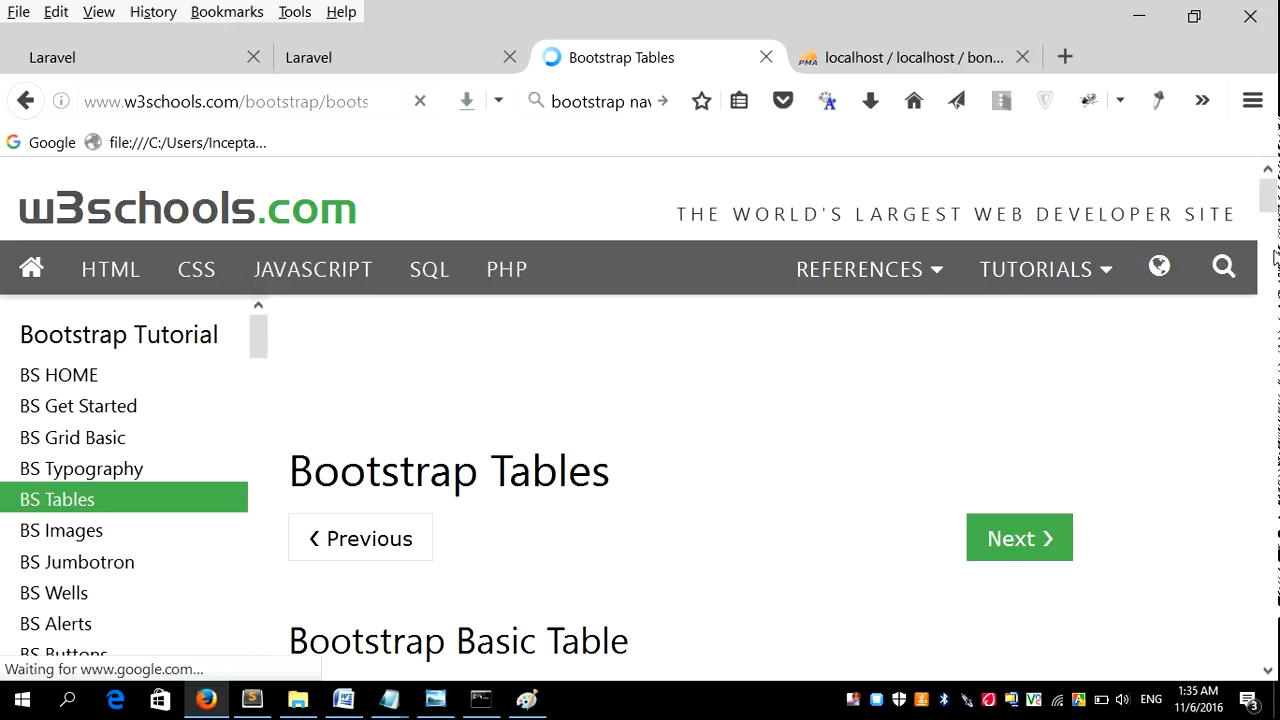 File Edit View History Bookmarks Tools Help
Laravel Laravel Bootstrap Tables localhost / localhost / bon...
www.w3schools.com/bootstrap/boots bootstrap nav
Google file:///C:/Users/Incepta...
w3schools.com THE WORLD'S LARGEST WEB DEVELOPER SITE
HTML CSS JAVASCRIPT SQL PHP REFERENCES TUTORIALS
Bootstrap Tutorial
BS HOME
BS Get Started
BS Grid Basic
BS Typography
BS Tables
BS Images
BS Jumbotron
BS Wells
BS Alerts
BS Buttons
Bootstrap Tables
Previous Next
Bootstrap Basic Table
Waiting for www.google.com...
ENG 1:35 AM
11/6/2016